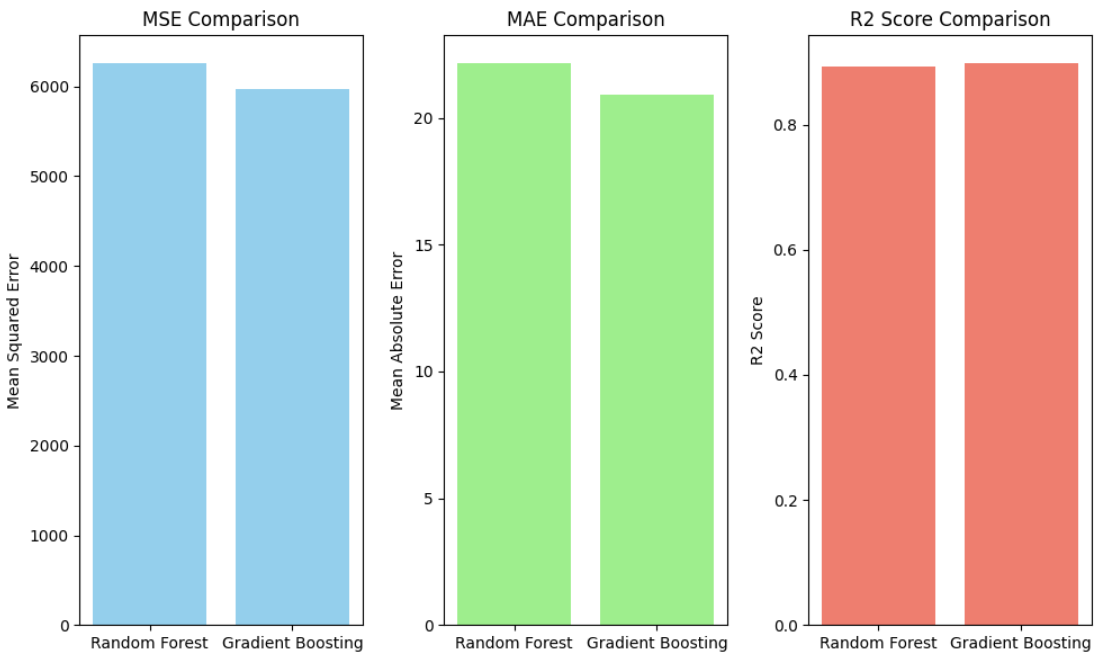 MSE Comparison
Mean Squared Error
6000
5000
4000
3000
2000
1000
0
Random Forest
Gradient Boosting
MAE Comparison
Mean Absolute Error
20
15
10
5
0
Random Forest
Gradient Boosting
R2 Score Comparison
R2 Score
0.8
0.6
0.4
0.2
0.0
Random Forest
Gradient Boosting